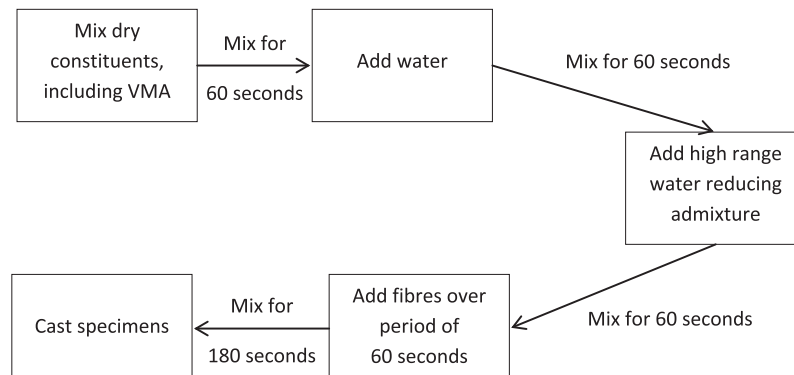 Mix dry
constituents,
including VMA
Mix for
60 seconds
Add water
Mix for 60 seconds
Add high range
water reducing
admixture
Mix for 60 seconds
Add fibres over
period of
60 seconds
Mix for
180 seconds
Cast specimens